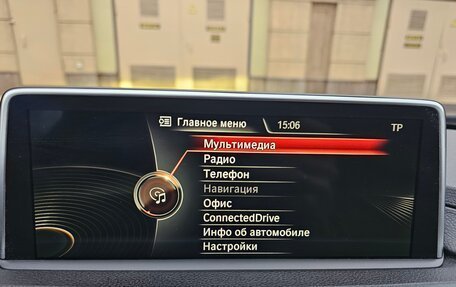 Главное меню 15:06 TP
Мультимедиа
Радио
Телефон
Навигация
Офис
ConnectedDrive
Инфо об автомобиле
Настройки